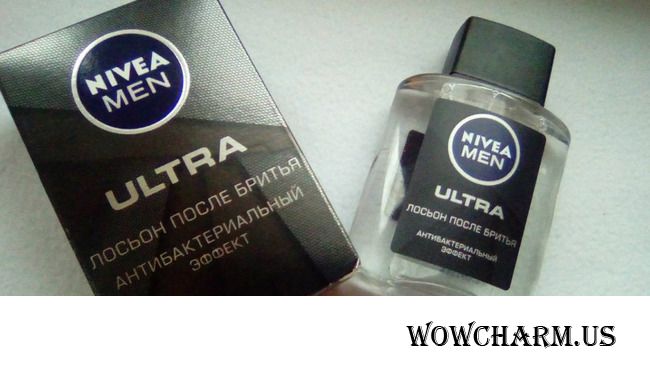 NIVEA
MEN
ULTRA
ЛОСЬОН ПОСЛЕ БРИТЬЯ
АНТИБАКТЕРИАЛЬНЫЙ
ЭФФЕКТ
NIVEA
MEN
ULTRA
ЛОСЬОН ПОСЛЕ БРИТЬЯ
АНТИБАКТЕРИАЛЬНЫЙ
ЭФФЕКТ
WOWCHARM.US